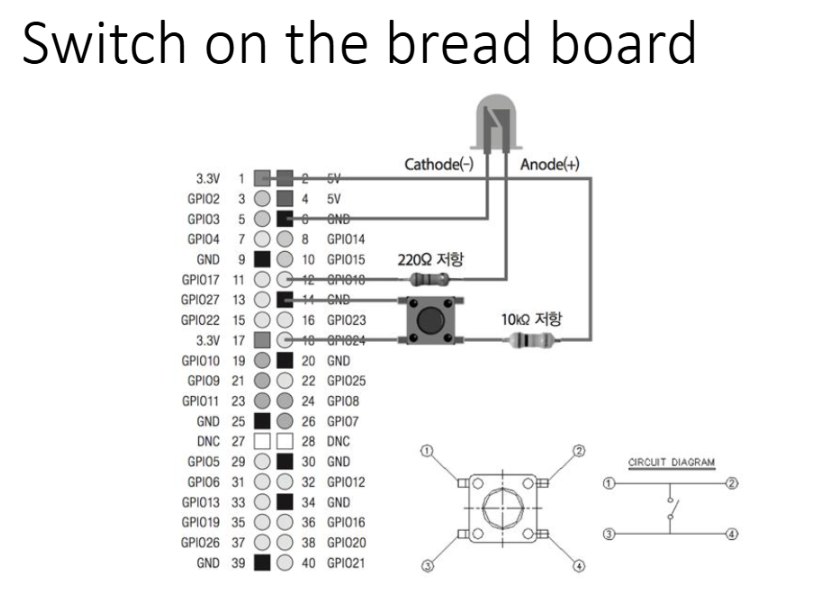 Switch on the bread board
Cathode(-) Anode(+)
3.3V 1 2 5V
GPIO2 3 4 5V
GPIO3 5 6 GND
GPIO4 7 8 GPIO14
GND 9 10 GPIO15
220Ω 저항
GPIO17 11 12 GPIO18
GPIO27 13 14 GND
GPIO22 15 16 GPIO23
10kΩ 저항
3.3V 17 18 GPIO24
GPIO10 19 20 GND
GPIO9 21 22 GPIO25
GPIO11 23 24 GPIO8
GND 25 26 GPIO7
DNC 27 28 DNC
GPIO5 29 30 GND
GPIO6 31 32 GPIO12
GPIO13 33 34 GND
GPIO19 35 36 GPIO16
GPIO26 37 38 GPIO20
GND 39 40 GPIO21
① ②
③ ④
CIRCUIT DIAGRAM
① ②
③ ④